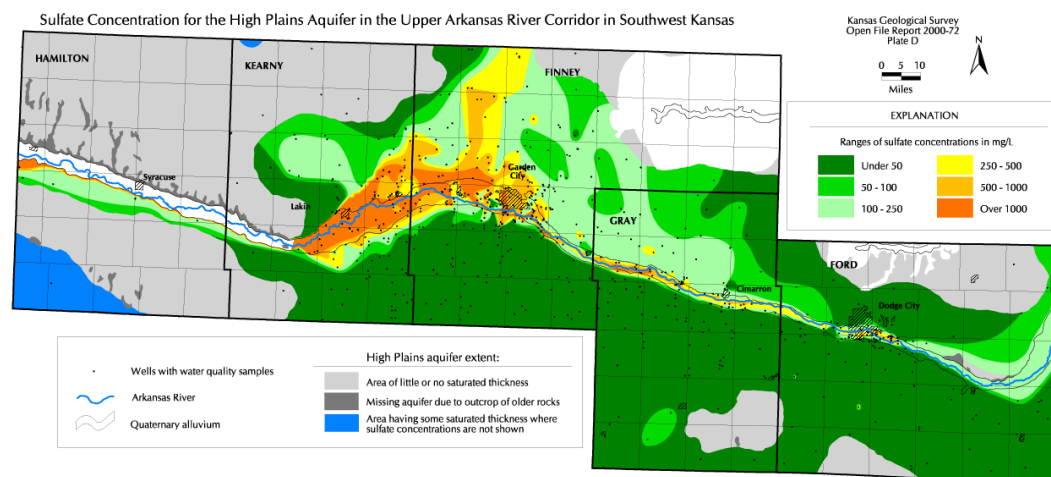 Sulfate Concentration for the High Plains Aquifer in the Upper Arkansas River Corridor in Southwest Kansas
Kansas Geological Survey
Open File Report 2000-72
Plate D
N
0 5 10
Miles
HAMILTON
KEARNY
FINNEY
Syracuse
Lakin
Garden
City
GRAY
Cimarron
FORD
Dodge City
EXPLANATION
Ranges of sulfate concentrations in mg/L
Under 50
250 - 500
50 - 100
500 - 1000
100 - 250
Over 1000
Wells with water quality samples
Arkansas River
Quaternary alluvium
High Plains aquifer extent:
Area of little or no saturated thickness
Missing aquifer due to outcrop of older rocks
Area having some saturated thickness where
sulfate concentrations are not shown